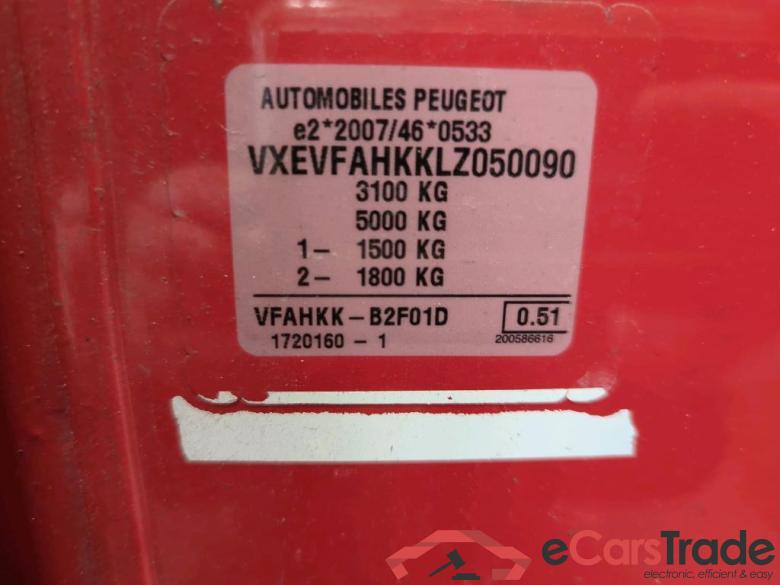 AUTOMOBILES PEUGEOT
e2*2007/46*0533
VXEVFAHKKLZ050090
3100 KG
5000 KG
1- 1500 KG
2- 1800 KG
VFAHKK-B2F01D 0.51
1720160-1 200586616
eCarsTrade
electronic, efficient & easy